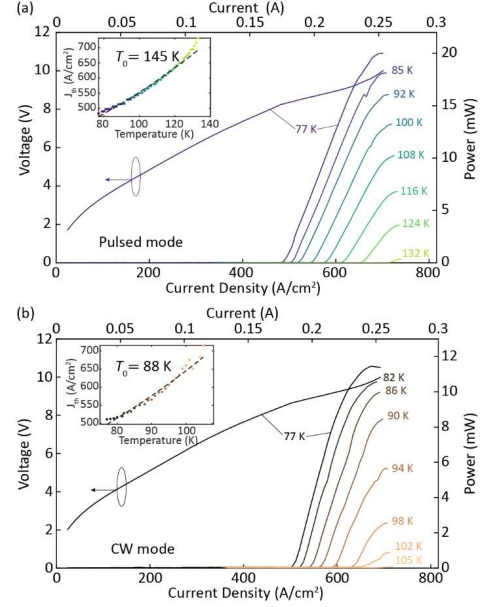 (a)
Current (A)
0 0.05 0.1 0.15 0.2 0.25 0.3
12
10
8
6
4
2
0
Voltage (V)
20
15
10
5
0
Power (mW)
700
650
600
550
500
Jth (A/cm²)
T0= 145 K
80 100 120 140
Temperature (K)
85 K
92 K
77 K
100 K
108 K
116 K
124 K
132 K
Pulsed mode
200 400 600 800
Current Density (A/cm²)
(b)
Current (A)
0 0.05 0.1 0.15 0.2 0.25 0.3
12
10
8
6
4
2
0
Voltage (V)
12
10
8
6
4
2
0
Power (mW)
700
650
600
550
500
Jth (A/cm²)
T0= 88 K
80 90 100
Temperature (K)
82 K
86 K
90 K
77 K
94 K
98 K
102 K
105 K
CW mode
0 200 400 600 800
Current Density (A/cm²)